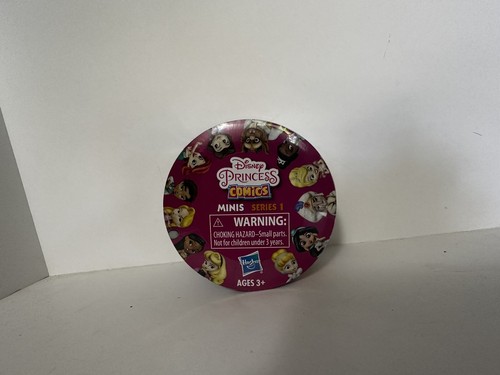 Disney
PRINCESS
COMICS
MINIS SERIES 1
WARNING:
CHOKING HAZARD-Small parts.
Not for children under 3 years.
Hasbro
AGES 3+